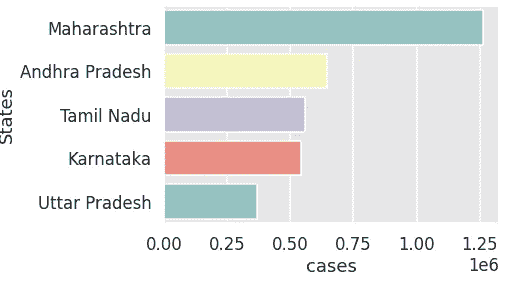 Maharashtra
Andhra Pradesh
Tamil Nadu
Karnataka
Uttar Pradesh
States
0.00 0.25 0.50 0.75 1.00 1.25
1e6
cases